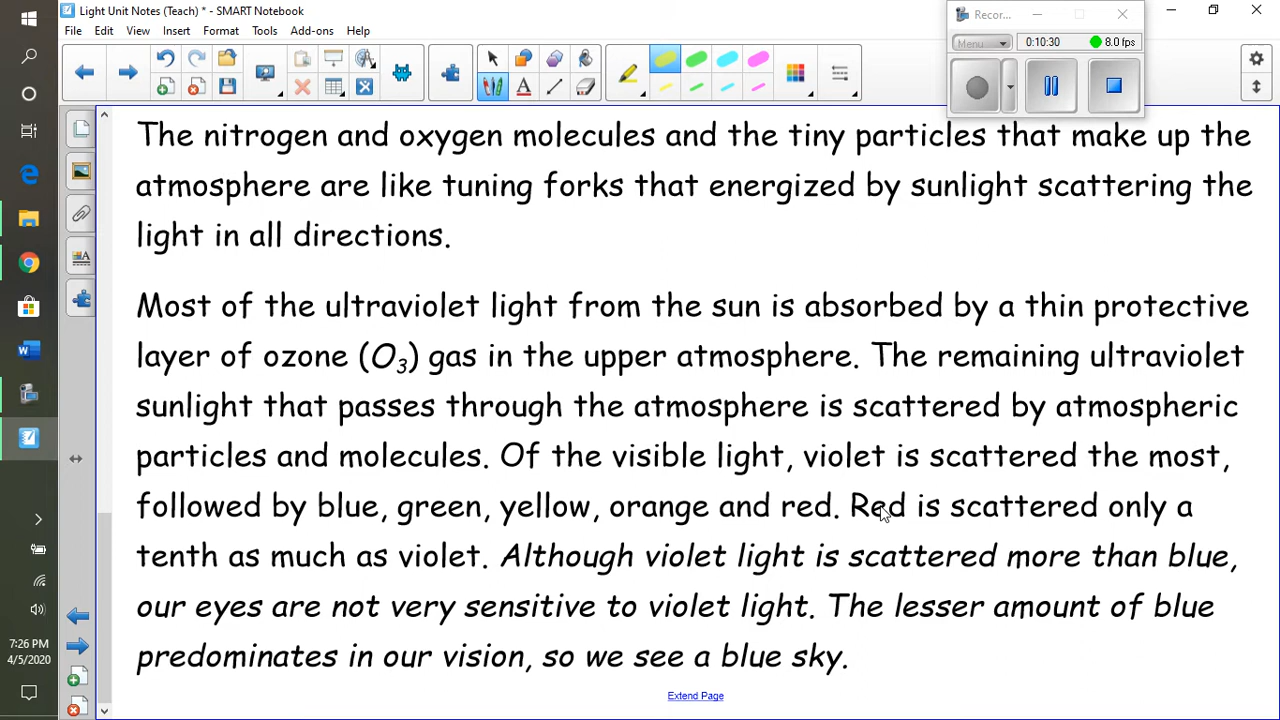 Light Unit Notes (Teach) * - SMART Notebook
File Edit View Insert Format Tools Add-ons Help
Recor...
Menu
0:10:30
8.0 fps
The nitrogen and oxygen molecules and the tiny particles that make up the
atmosphere are like tuning forks that energized by sunlight scattering the
light in all directions.
Most of the ultraviolet light from the sun is absorbed by a thin protective
layer of ozone (O₃) gas in the upper atmosphere. The remaining ultraviolet
sunlight that passes through the atmosphere is scattered by atmospheric
particles and molecules. Of the visible light, violet is scattered the most,
followed by blue, green, yellow, orange and red. Red is scattered only a
tenth as much as violet. Although violet light is scattered more than blue,
our eyes are not very sensitive to violet light. The lesser amount of blue
predominates in our vision, so we see a blue sky.
Extend Page
7:26 PM
4/5/2020